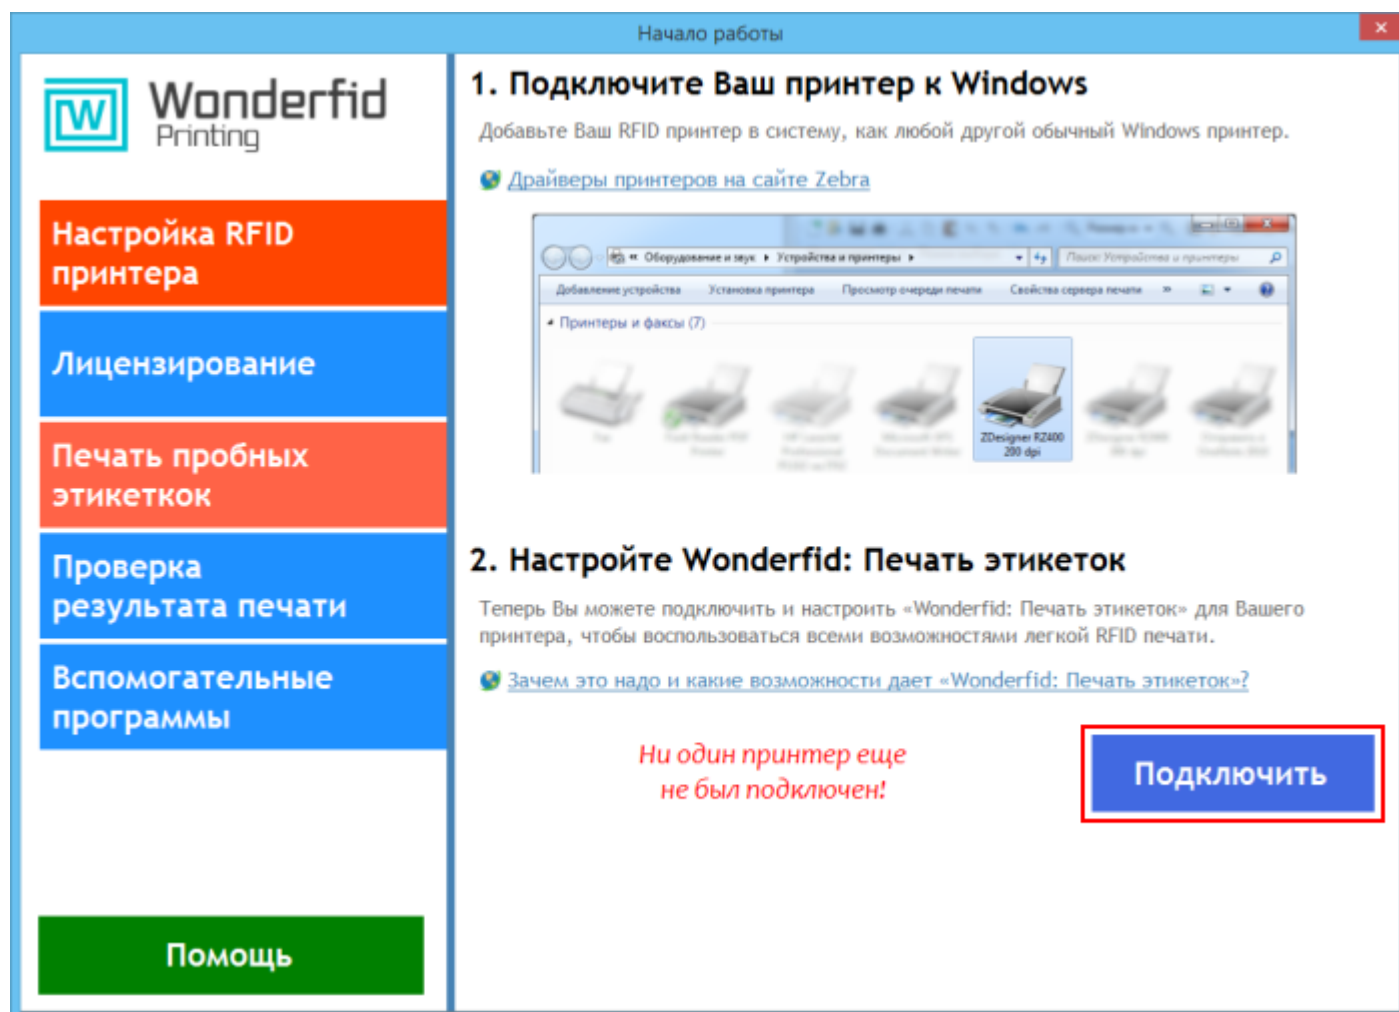 Начало работы
Wonderfid
Printing
Настройка RFID
принтера
Лицензирование
Печать пробных
этикеткок
Проверка
результата печати
Вспомогательные
программы
Помощь
1. Подключите Ваш принтер к Windows
Добавьте Ваш RFID принтер в систему, как любой другой обычный Windows принтер.
Драйверы принтеров на сайте Zebra
« Оборудование и звук ▸ Устройства и принтеры ▸
Поиск: Устройства и принтеры
Добавление устройства Установка принтера Просмотр очереди печати Свойства сервера печати »
Принтеры и факсы (7)
ZDesigner RZ400
200 dpi
2. Настройте Wonderfid: Печать этикеток
Теперь Вы можете подключить и настроить «Wonderfid: Печать этикеток» для Вашего
принтера, чтобы воспользоваться всеми возможностями легкой RFID печати.
Зачем это надо и какие возможности дает «Wonderfid: Печать этикеток»?
Ни один принтер еще
не был подключен!
Подключить